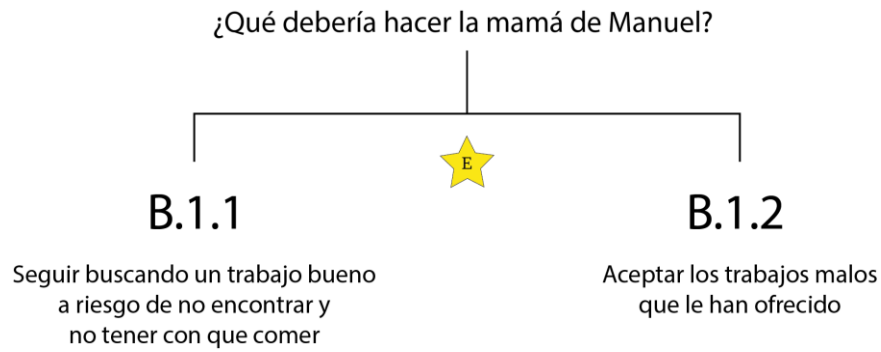 ¿Qué debería hacer la mamá de Manuel?
E
B.1.1
Seguir buscando un trabajo bueno
a riesgo de no encontrar y
no tener con que comer
B.1.2
Aceptar los trabajos malos
que le han ofrecido